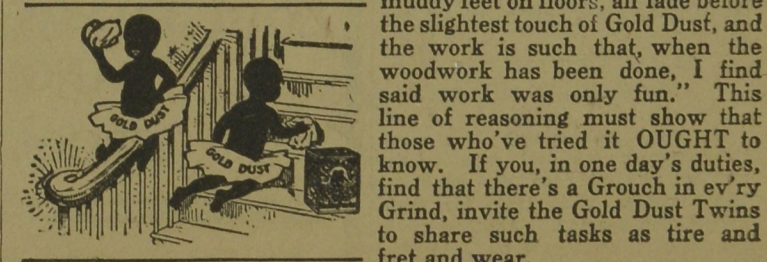 GOLD DUST
GOLD DUST
muddy feet on floors, all fade before
the slightest touch of Gold Dust, and
the work is such that, when the
woodwork has been done, I find
said work was only fun." This
line of reasoning must show that
those who've tried it OUGHT to
know. If you, in one day's duties,
find that there's a Grouch in ev'ry
Grind, invite the Gold Dust Twins
to share such tasks as tire and
fret and wear